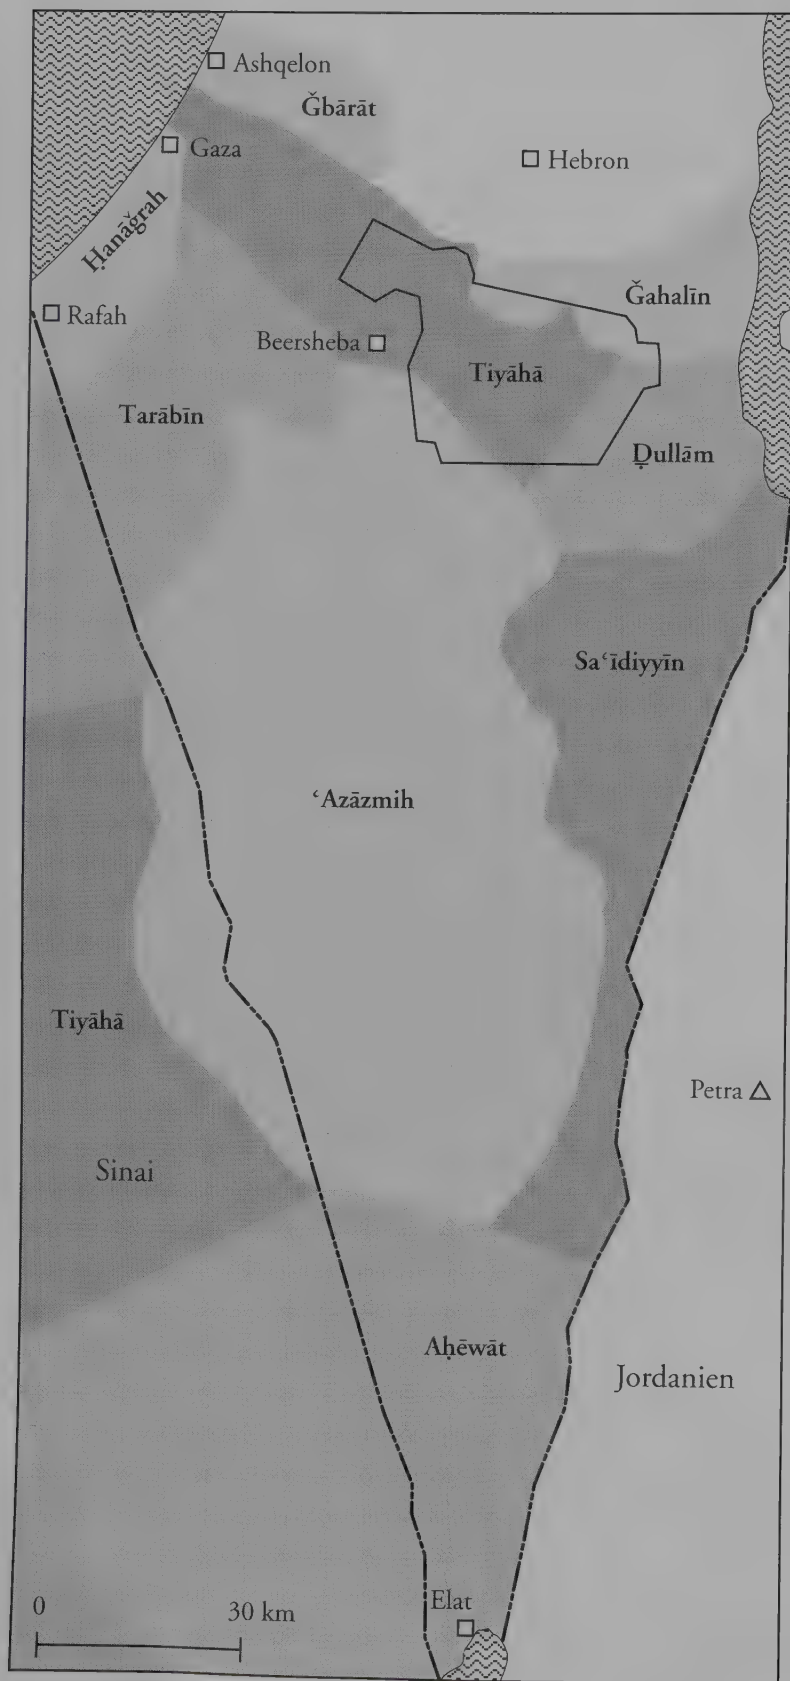 Ashqelon
Ǧbārāt
Gaza
Hebron
Ḥanāǧrah
Ǧahalīn
Rafah
Beersheba
Tiyāhā
Tarābīn
Ḏ̣ullām
Saʿīdiyyīn
ʿAzāzmih
Tiyāhā
Petra
Sinai
Aḥēwāt
Jordanien
Elat
0
30 km